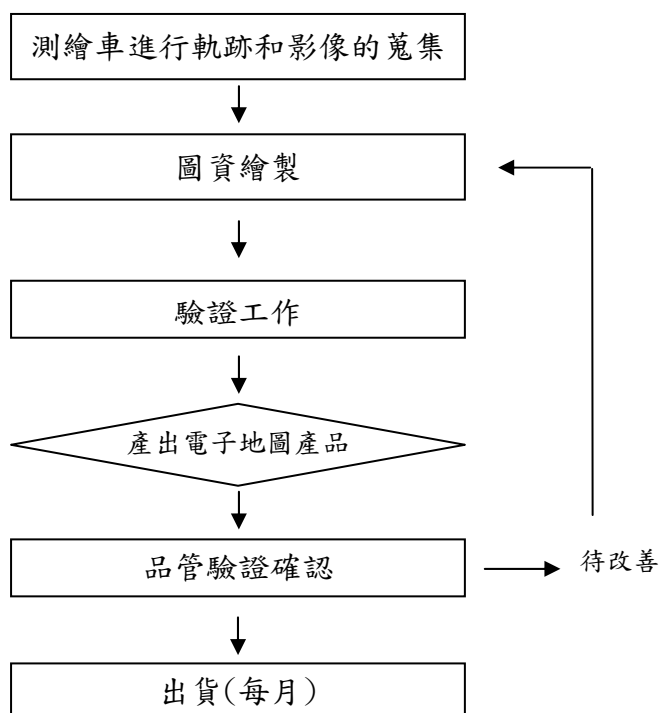 測繪車進行軌跡和影像的蒐集
圖資繪製
驗證工作
產出電子地圖產品
品管驗證確認
待改善
出貨(每月)